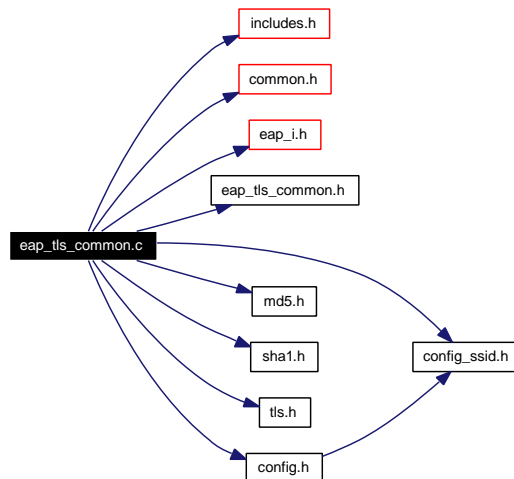 includes.h
common.h
eap_i.h
eap_tls_common.h
eap_tls_common.c
md5.h
sha1.h
config_ssid.h
tls.h
config.h